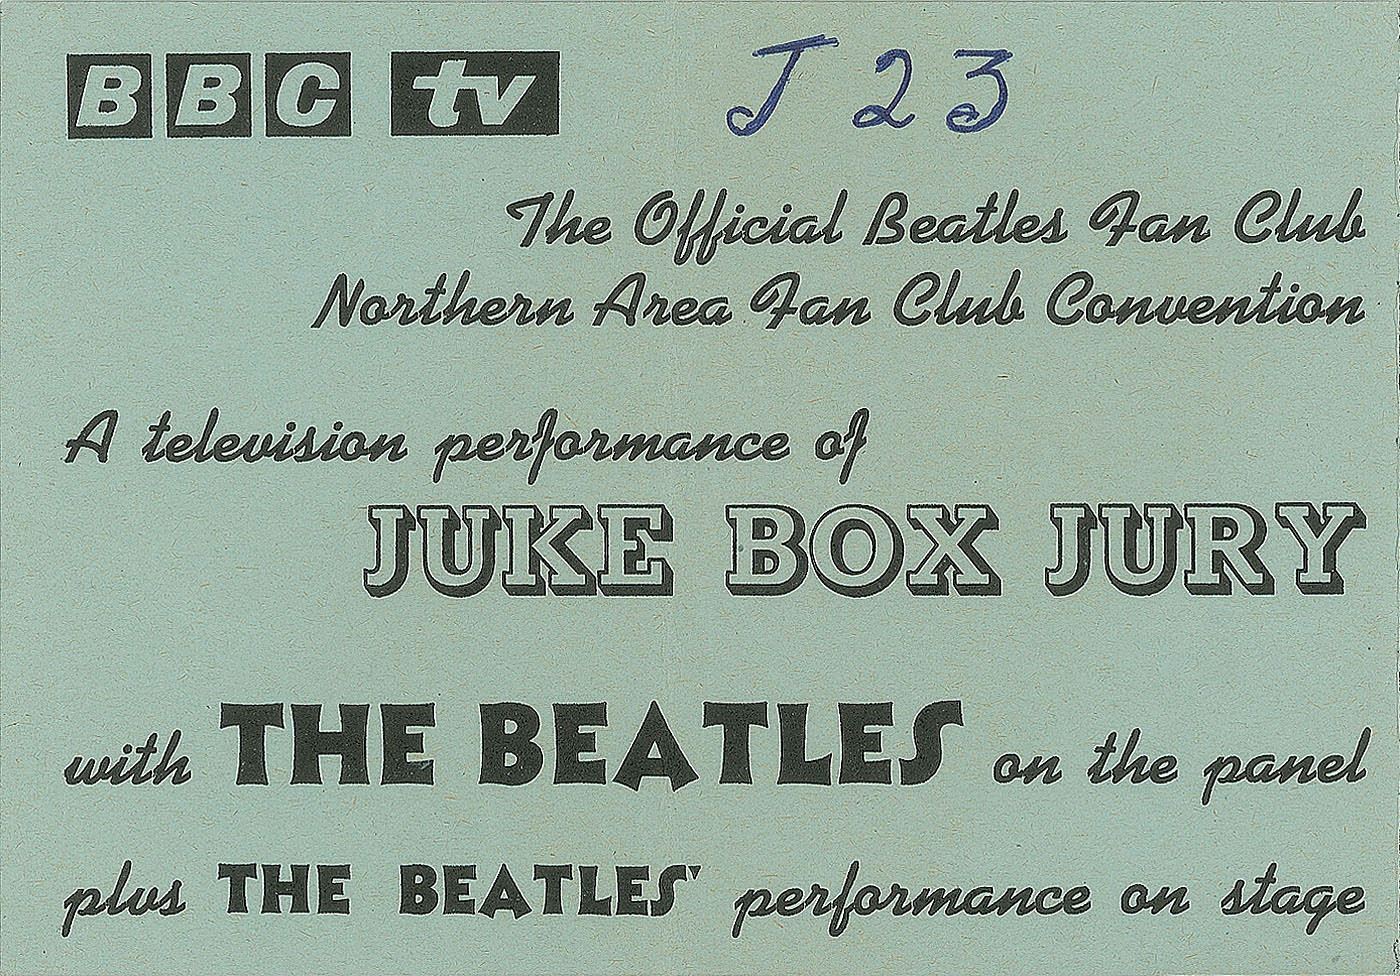 BBC tv J 23
The Official Beatles Fan Club
Northern Area Fan Club Convention
A television performance of
JUKE BOX JURY
with THE BEATLES on the panel
plus THE BEATLES' performance on stage